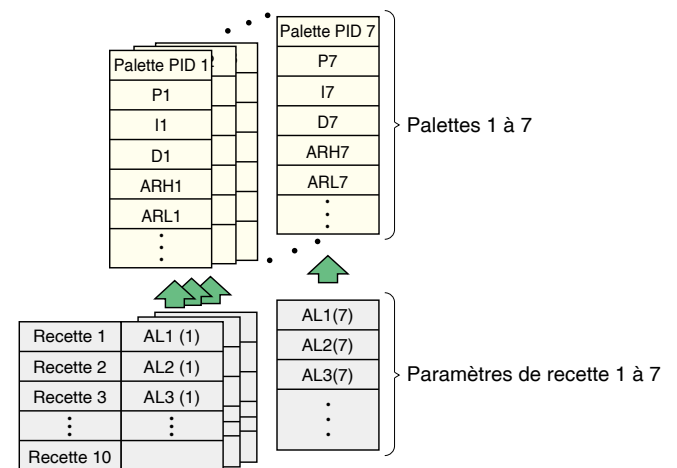 Palette PID 1
P1
I1
D1
ARH1
ARL1
2
Palette PID 7
P7
I7
D7
ARH7
ARL7
Palettes 1 à 7
Recette 1 AL1 (1)
Recette 2 AL2 (1)
Recette 3 AL3 (1)
Recette 10
AL1(7)
AL2(7)
AL3(7)
Paramètres de recette 1 à 7